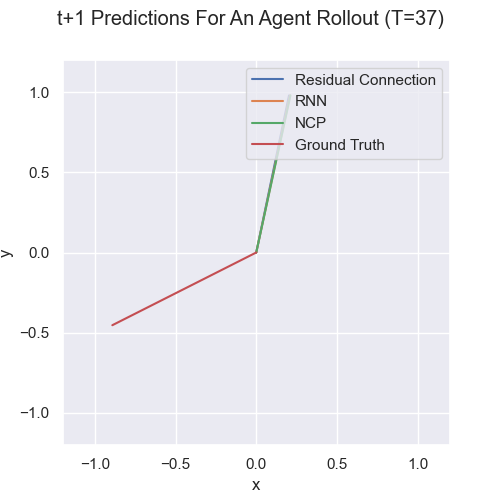 t+1 Predictions For An Agent Rollout (T=37)
Residual Connection
RNN
NCP
Ground Truth
1.0
0.5
0.0
−0.5
−1.0
y
−1.0 −0.5 0.0 0.5 1.0
x